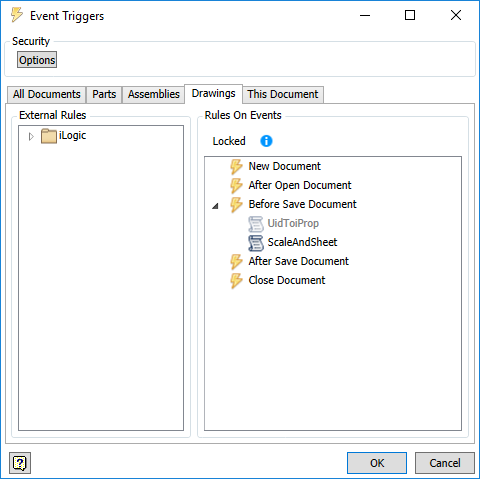 Event Triggers
Security
Options
All Documents Parts Assemblies Drawings This Document
External Rules
iLogic
Rules On Events
Locked
New Document
After Open Document
Before Save Document
UidToiProp
ScaleAndSheet
After Save Document
Close Document
OK Cancel